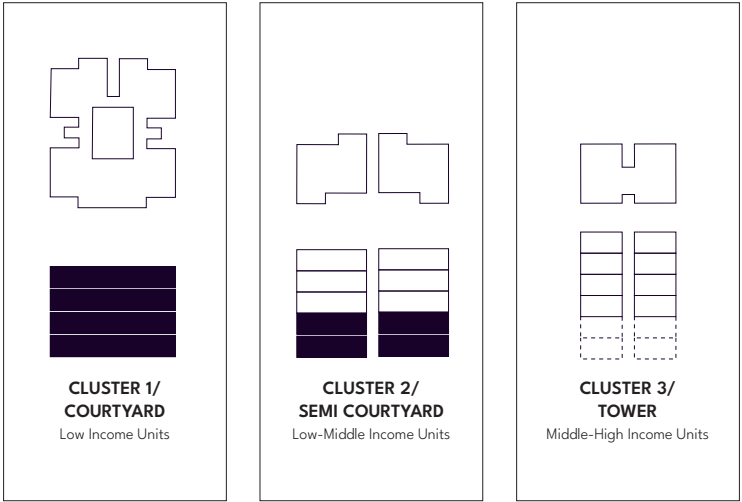 CLUSTER 1/
COURTYARD
Low Income Units
CLUSTER 2/
SEMI COURTYARD
Low-Middle Income Units
CLUSTER 3/
TOWER
Middle-High Income Units